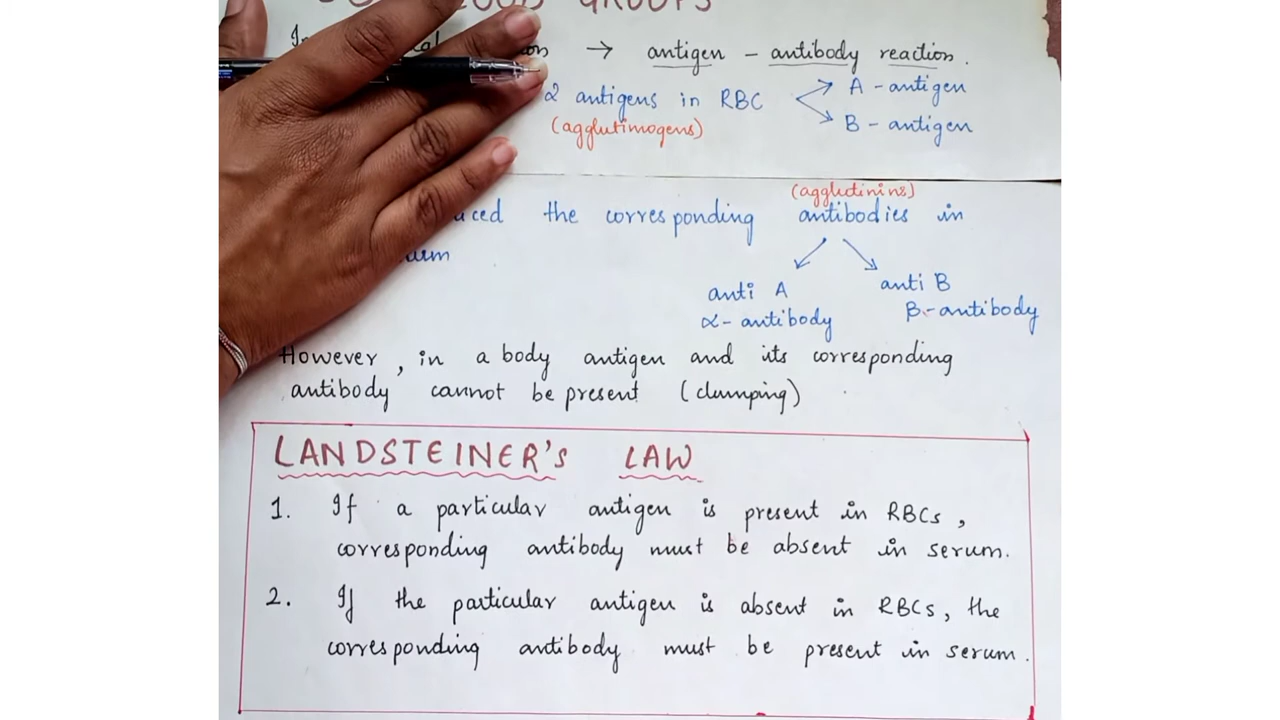 GROUPS
→ antigen - antibody reaction.
2 antigens in RBC
A - antigen
(agglutimogens)
B - antigen
(agglutinins)
the corresponding antibodies in
anti A
anti B
α- antibody
β-antibody
However, in a body antigen and its corresponding
antibody cannot be present (clumping)
LANDSTEINER's LAW
1. If a particular antigen is present in RBCs,
corresponding antibody must be absent in serum.
2. If the particular antigen is absent in RBCs, the
corresponding antibody must be present in serum.